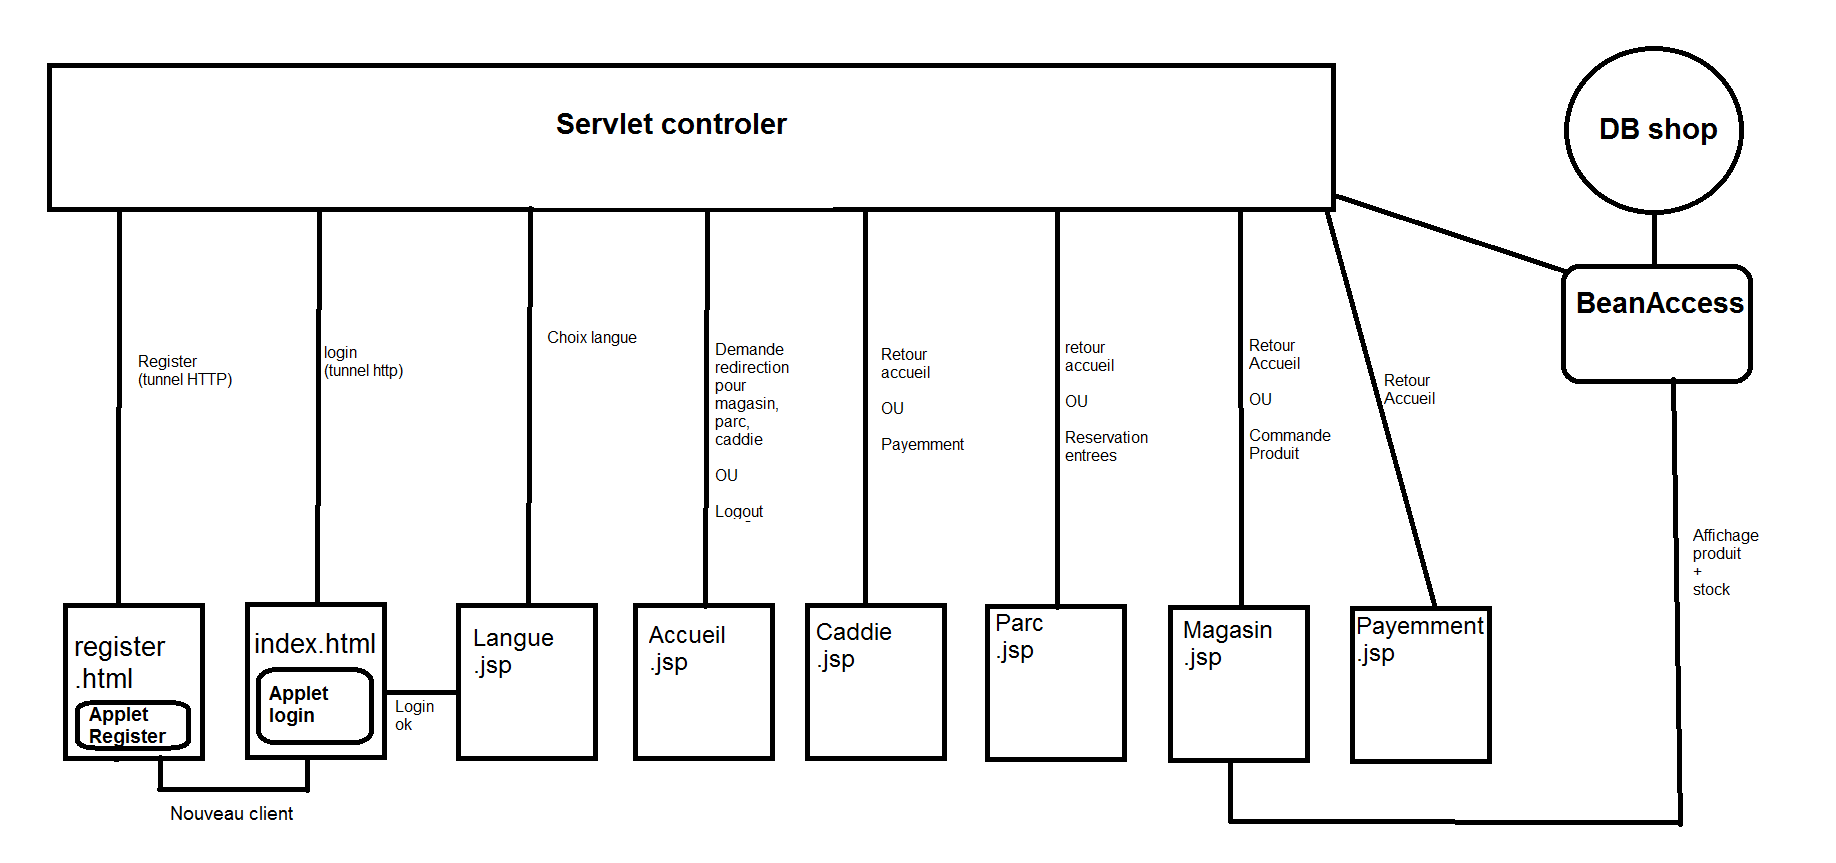 Servlet controler
DB shop
BeanAccess
Register
(tunnel HTTP)
login
(tunnel http)
Choix langue
Demande
redirection
pour
magasin,
parc,
caddie
OU
Logout
Retour
accueil
OU
Payemment
retour
accueil
OU
Reservation
entrees
Retour
Accueil
OU
Commande
Produit
Retour
Accueil
Affichage
produit
+
stock
register
.html
Applet
Register
index.html
Applet
login
Login
ok
Langue
.jsp
Accueil
.jsp
Caddie
.jsp
Parc
.jsp
Magasin
.jsp
Payemment
.jsp
Nouveau client